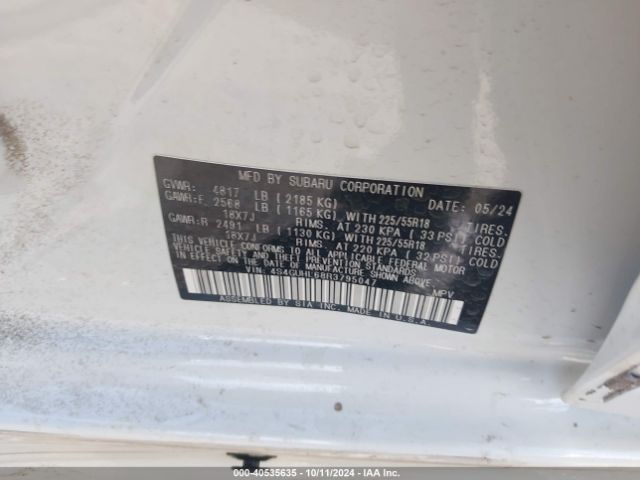 MFD BY SUBARU CORPORATION DATE: 05/24
GVWR: 4817 LB ( 2185 KG)
GAWR:F 2568 LB ( 1165 KG) WITH 225/55R18 TIRES.
18X7J RIMS. AT 230 KPA ( 33 PSI) COLD
GAWR:R 2491 LB ( 1130 KG) WITH 225/55R18 TIRES.
18X7J RIMS. AT 220 KPA ( 32 PSI) COLD
THIS VEHICLE CONFORMS TO ALL APPLICABLE FEDERAL MOTOR
VEHICLE SAFETY, BUMPER, AND THEFT PREVENTION STANDARDS
IN EFFECT ON THE DATE OF MANUFACTURE SHOWN ABOVE.
VIN: 4S4GUHL68R3795047 MPV
ASSEMBLED BY SIA INC. MADE IN U.S.A.
Stock#: 40535635 - 10/11/2024 - IAA Inc.